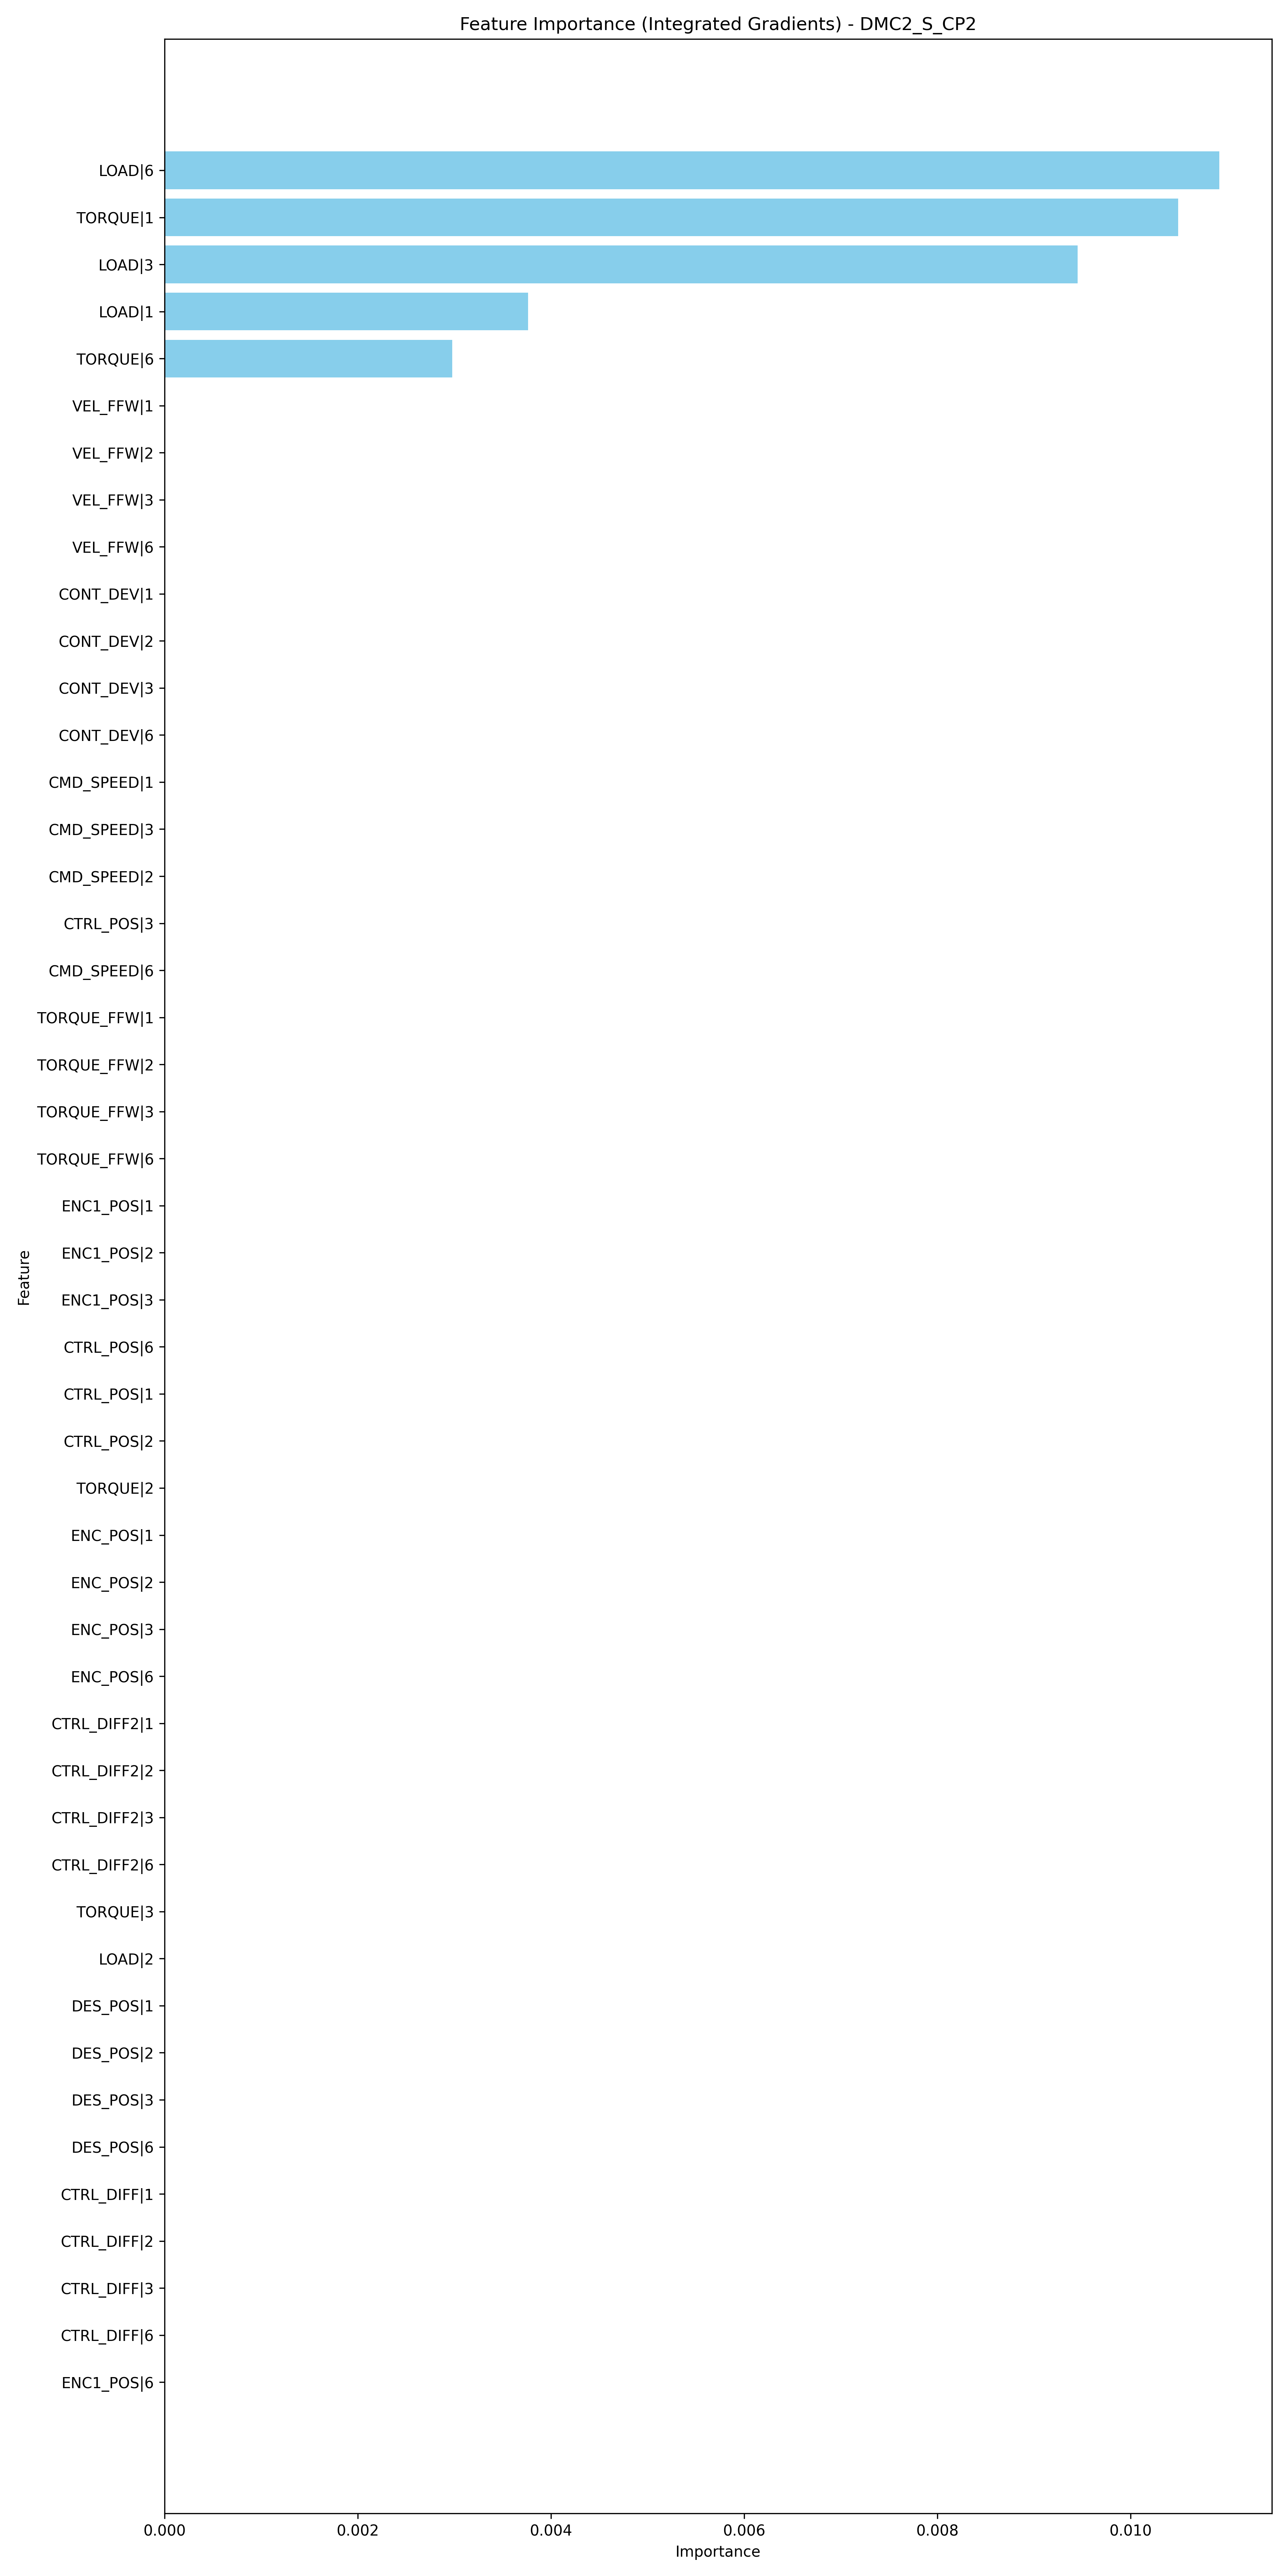 Feature Importance (Integrated Gradients) - DMC2_S_CP2
LOAD|6
TORQUE|1
LOAD|3
LOAD|1
TORQUE|6
VEL_FFW|1
VEL_FFW|2
VEL_FFW|3
VEL_FFW|6
CONT_DEV|1
CONT_DEV|2
CONT_DEV|3
CONT_DEV|6
CMD_SPEED|1
CMD_SPEED|3
CMD_SPEED|2
CTRL_POS|3
CMD_SPEED|6
TORQUE_FFW|1
TORQUE_FFW|2
TORQUE_FFW|3
TORQUE_FFW|6
ENC1_POS|1
ENC1_POS|2
Feature
ENC1_POS|3
CTRL_POS|6
CTRL_POS|1
CTRL_POS|2
TORQUE|2
ENC_POS|1
ENC_POS|2
ENC_POS|3
ENC_POS|6
CTRL_DIFF2|1
CTRL_DIFF2|2
CTRL_DIFF2|3
CTRL_DIFF2|6
TORQUE|3
LOAD|2
DES_POS|1
DES_POS|2
DES_POS|3
DES_POS|6
CTRL_DIFF|1
CTRL_DIFF|2
CTRL_DIFF|3
CTRL_DIFF|6
ENC1_POS|6
0.000 0.002 0.004 0.006 0.008 0.010
Importance